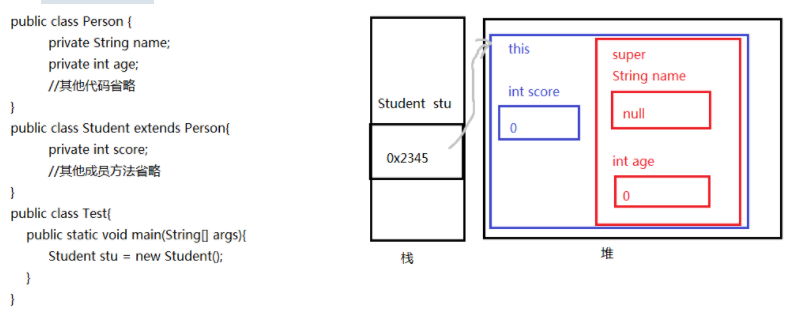 public class Person {
private String name;
private int age;
//其他代码省略
}
public class Student extends Person{
private int score;
//其他成员方法省略
}
public class Test{
public static void main(String[] args){
Student stu = new Student();
}
}
Student stu
0x2345
栈
this
int score
0
super
String name
null
int age
0
堆